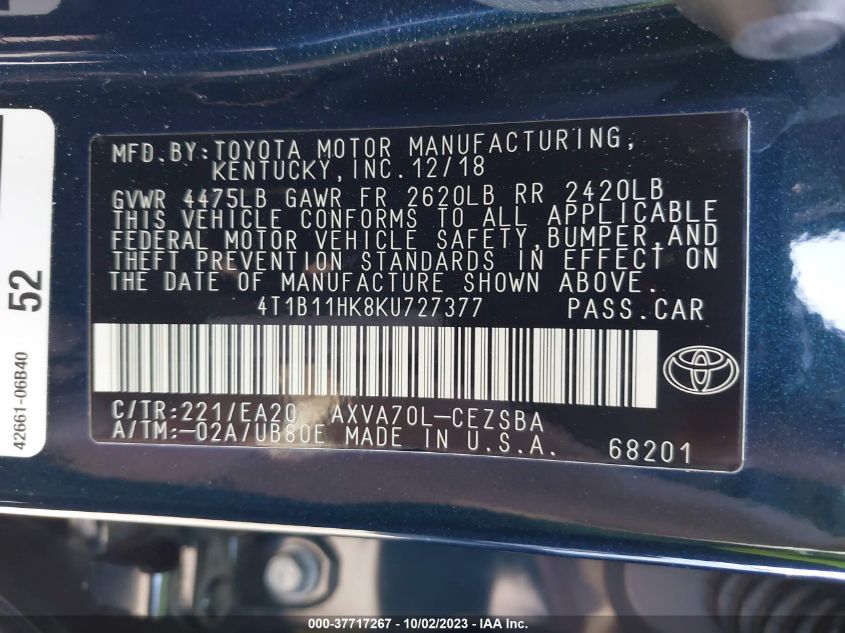 MFD.BY:TOYOTA MOTOR MANUFACTURING,
KENTUCKY,INC.12/18
GVWR 4475LB GAWR FR 2620LB RR 2420LB
THIS VEHICLE CONFORMS TO ALL APPLICABLE
FEDERAL MOTOR VEHICLE SAFETY,BUMPER,AND
THEFT PREVENTION STANDARDS IN EFFECT ON
THE DATE OF MANUFACTURE SHOWN ABOVE.
4T1B11HK8KU727377 PASS.CAR
C/TR:221/EA20 AXVA70L-CEZSBA
A/TM:-02A/UB80E MADE IN U.S.A. 68201
52
42661-06B40
000-37717267 - 10/02/2023 - IAA Inc.